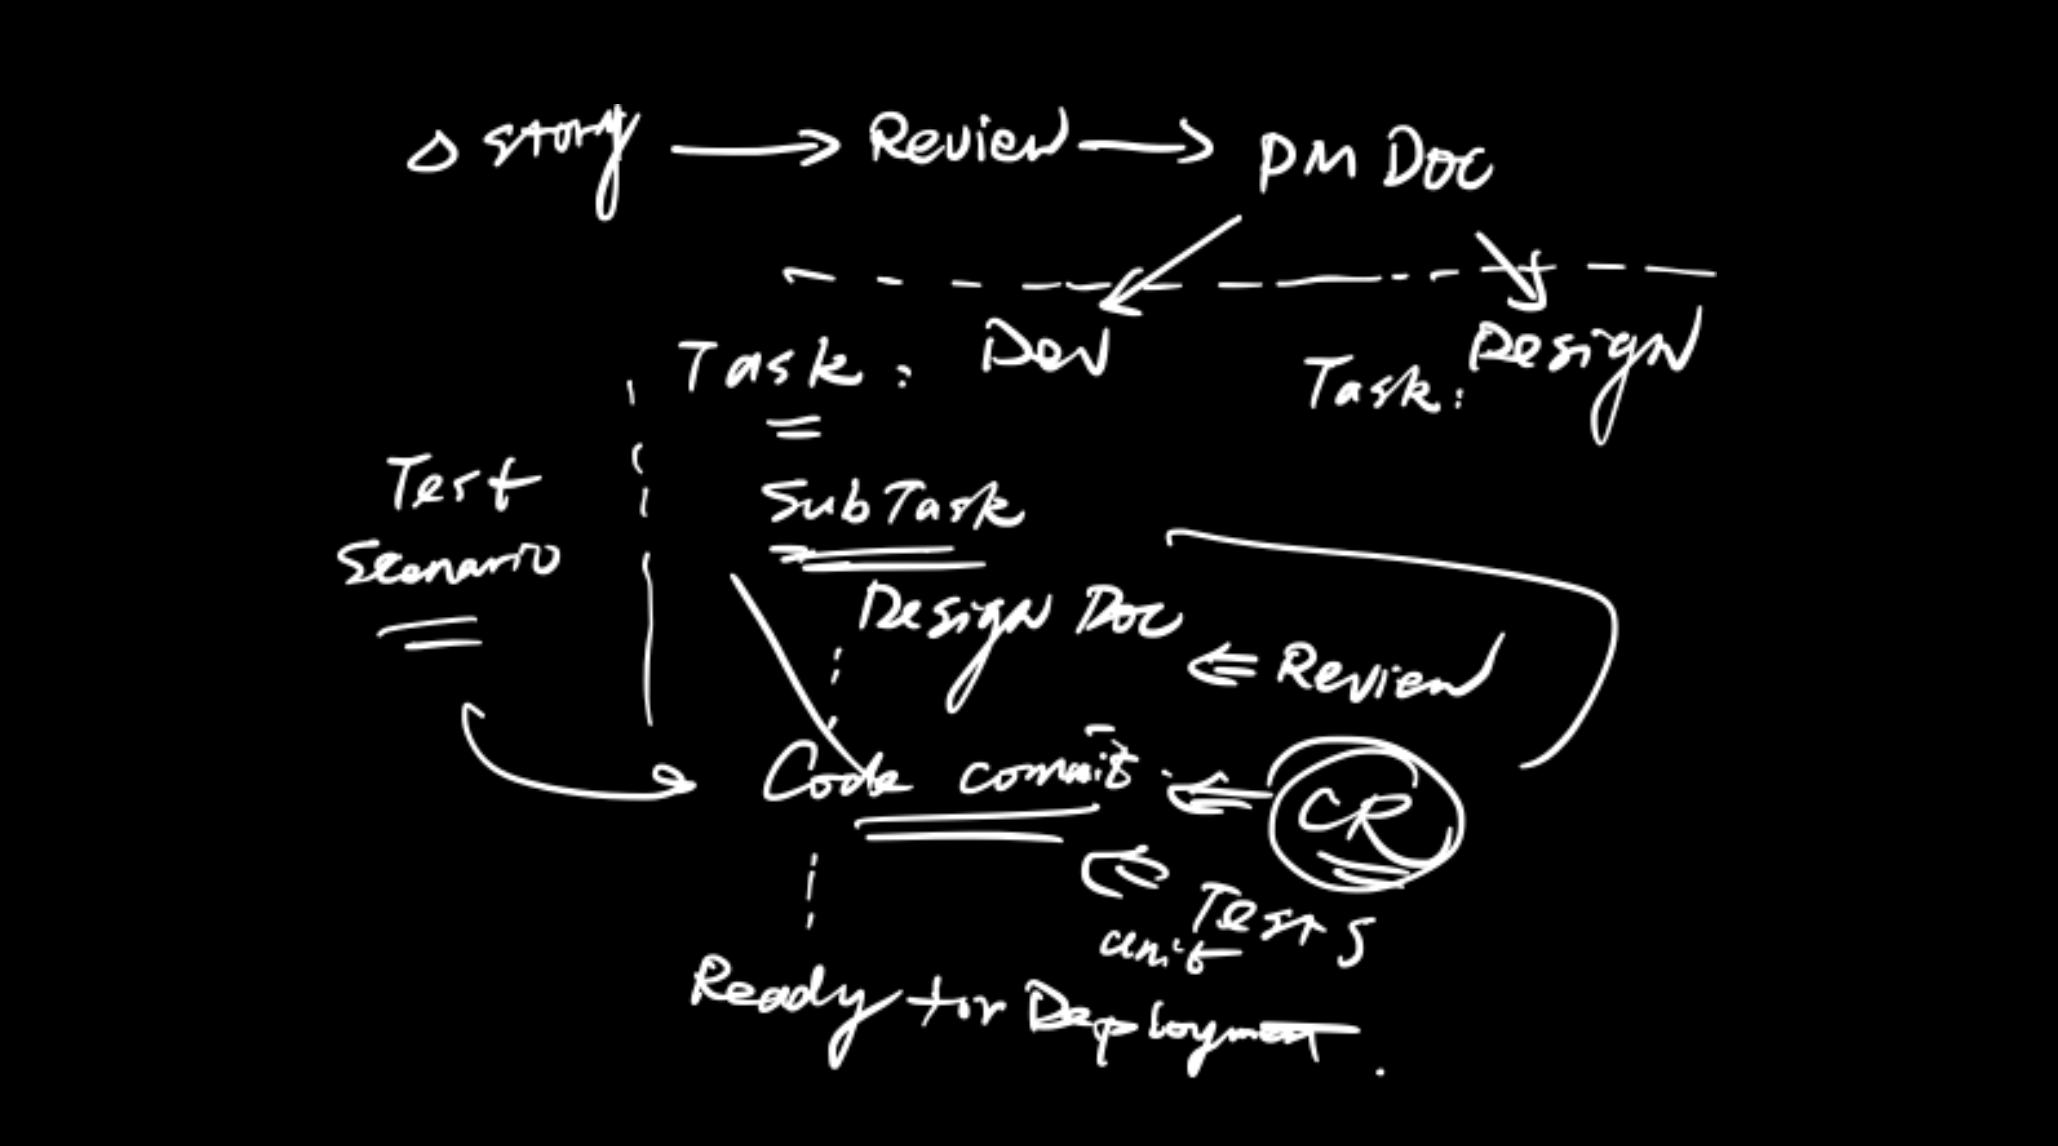 Story → Review → PM Doc
Task: Dev
Task: Design
Test
Scenario
SubTask
Design Doc
⇐ Review
Code commit
⇐ CR
⇐ Tests
unit
Ready for Deployment.